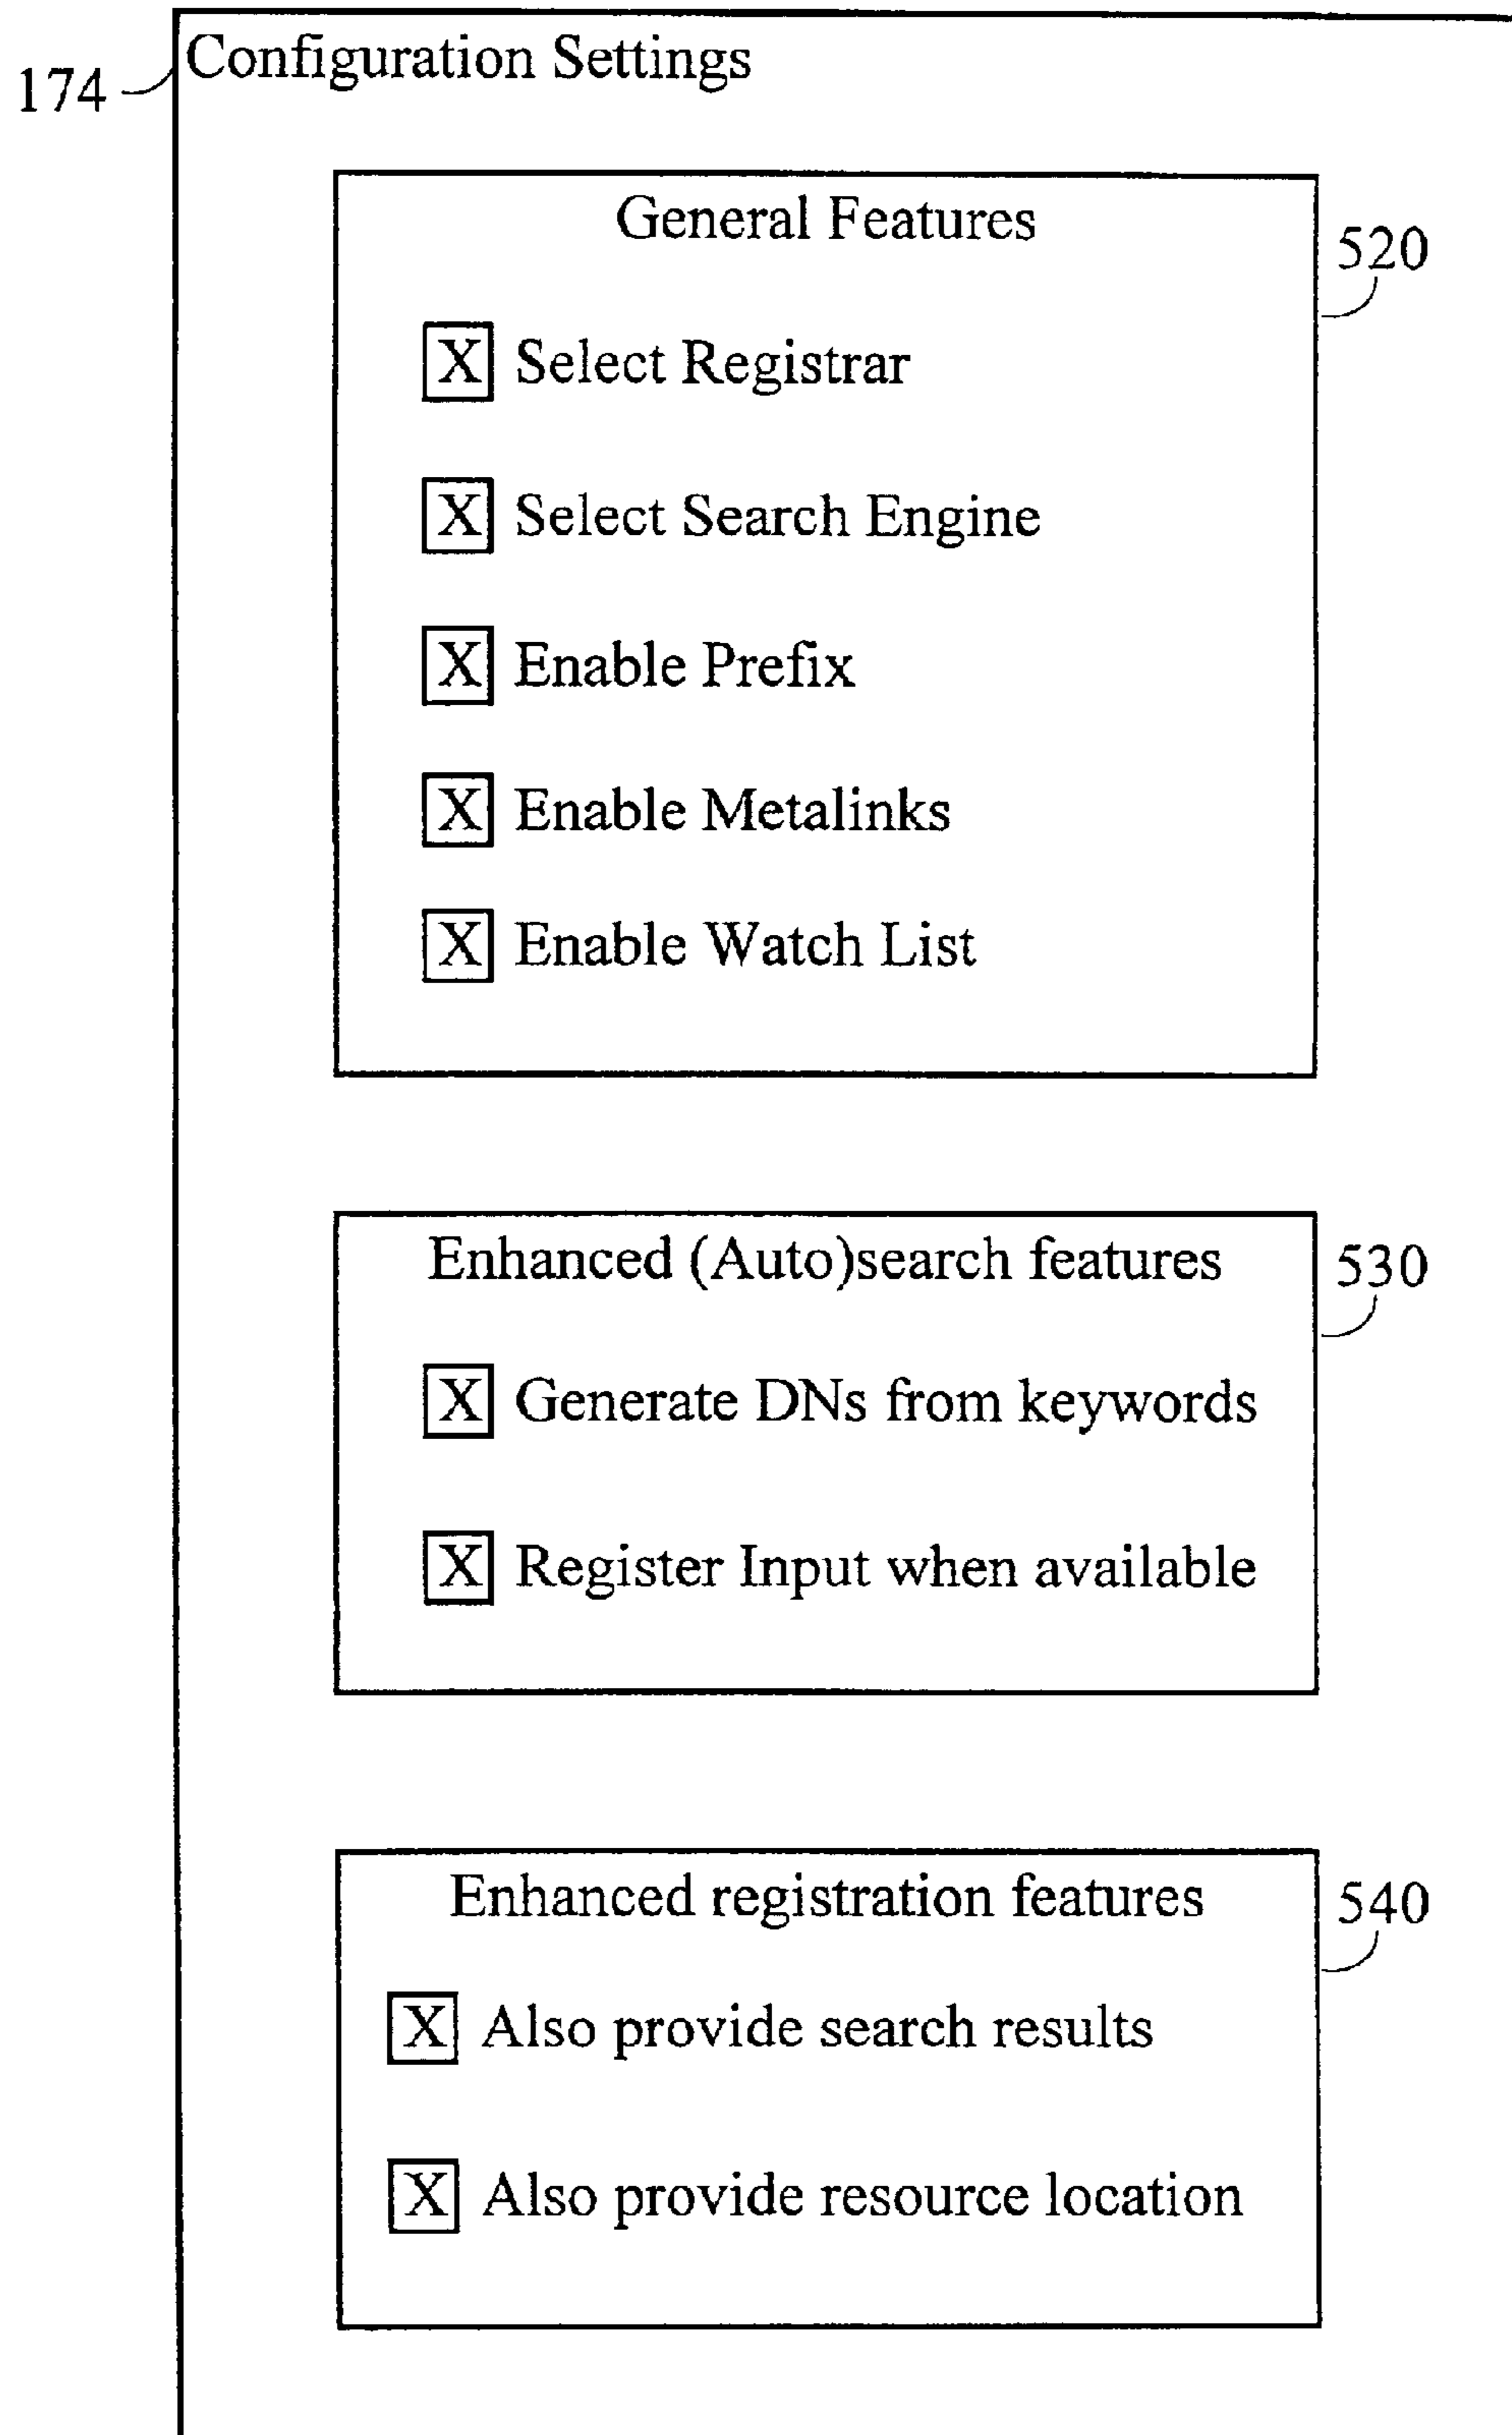 Configuration Settings
174
General Features
520
X Select Registrar
X Select Search Engine
X Enable Prefix
X Enable Metalinks
X Enable Watch List
Enhanced (Auto)search features
530
X Generate DNs from keywords
X Register Input when available
Enhanced registration features
540
X Also provide search results
X Also provide resource location